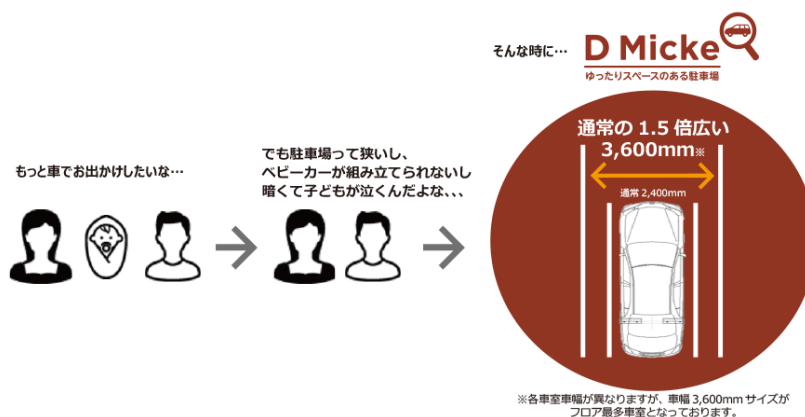 もっと車でお出かけしたいな…
でも駐車場って狭いし、
ベビーカーが組み立てられないし
暗くて子どもが泣くんだよな､､､
そんな時に…
D Micke
ゆったりスペースのある駐車場
通常の 1.5 倍広い
3,600mm※
通常 2,400mm
※各車室車幅が異なりますが、車幅 3,600mm サイズが
フロア最多車室となっております。